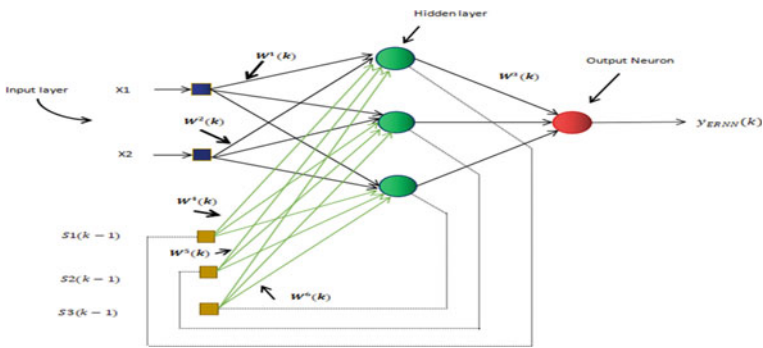 Hidden layer
W¹(k)
W³(k)
Output Neuron
Input layer
X1
W²(k)
y_ERNN(k)
X2
W⁴(k)
S1(k−1)
W⁵(k)
S2(k−1)
W⁶(k)
S3(k−1)